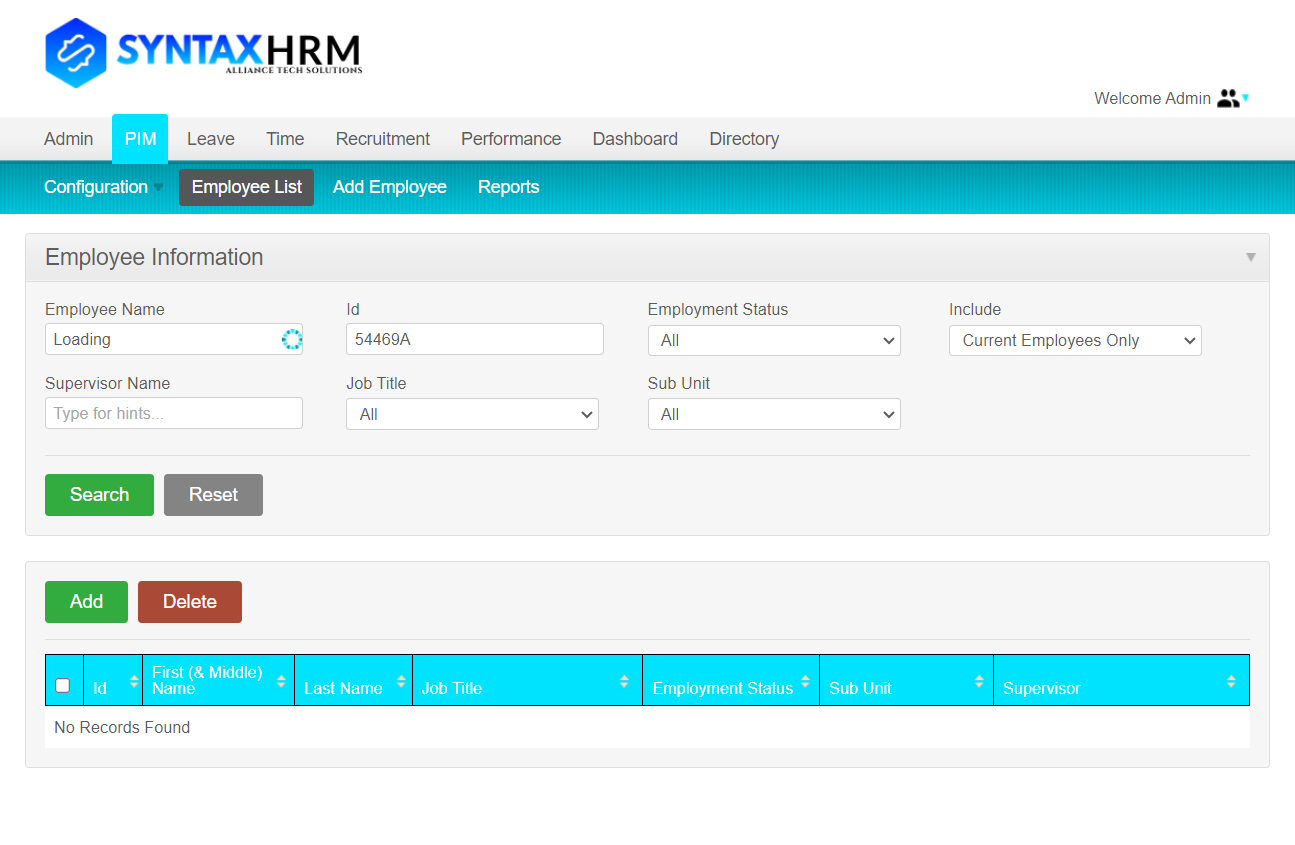 SYNTAXHRM
ALLIANCE TECH SOLUTIONS
Welcome Admin
Admin PIM Leave Time Recruitment Performance Dashboard Directory
Configuration Employee List Add Employee Reports
Employee Information
Employee Name Id Employment Status Include
Loading 54469A All Current Employees Only
Supervisor Name Job Title Sub Unit
Type for hints... All All
Search Reset
Add Delete
Id First (& Middle) Name Last Name Job Title Employment Status Sub Unit Supervisor
No Records Found